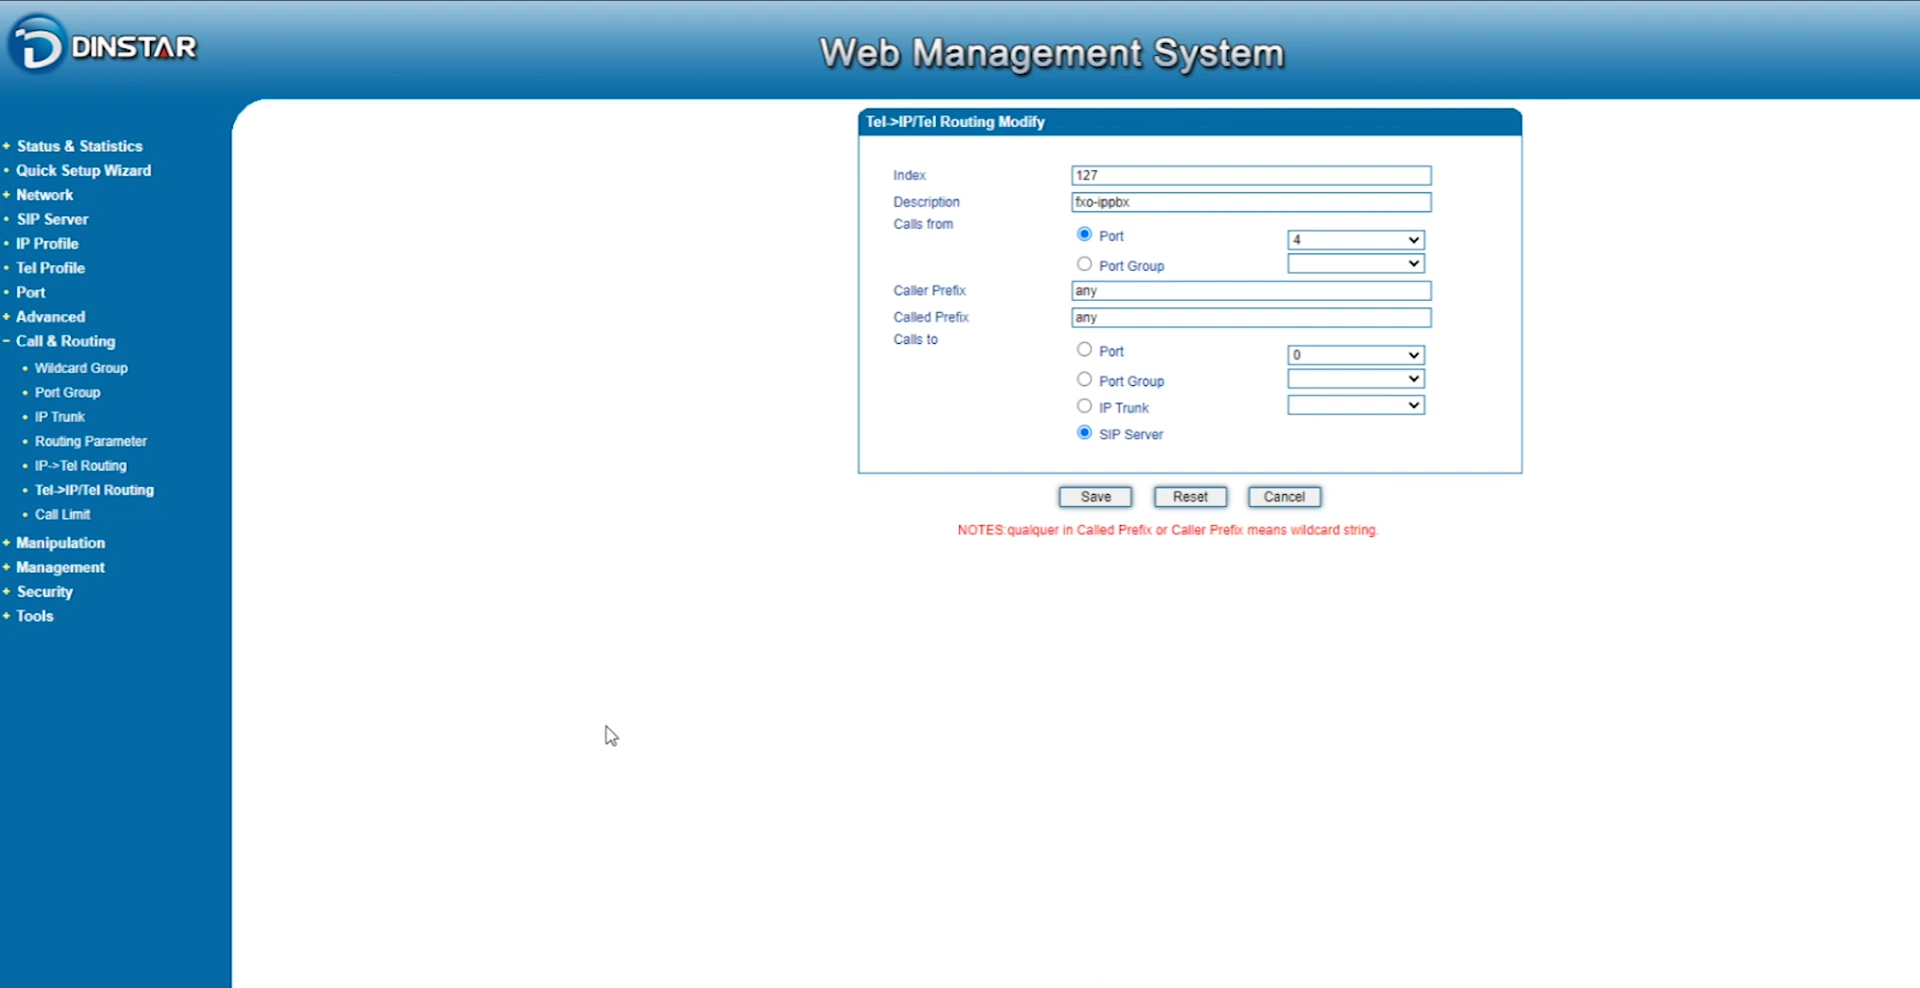 DINSTAR
Web Management System
Status & Statistics
Quick Setup Wizard
Network
SIP Server
IP Profile
Tel Profile
Port
Advanced
Call & Routing
Wildcard Group
Port Group
IP Trunk
Routing Parameter
IP->Tel Routing
Tel->IP/Tel Routing
Call Limit
Manipulation
Management
Security
Tools
Tel->IP/Tel Routing Modify
Index 127
Description fxo-ippbx
Calls from
Port 4
Port Group
Caller Prefix any
Called Prefix any
Calls to
Port 0
Port Group
IP Trunk
SIP Server
Save Reset Cancel
NOTES:qualquer in Called Prefix or Caller Prefix means wildcard string.